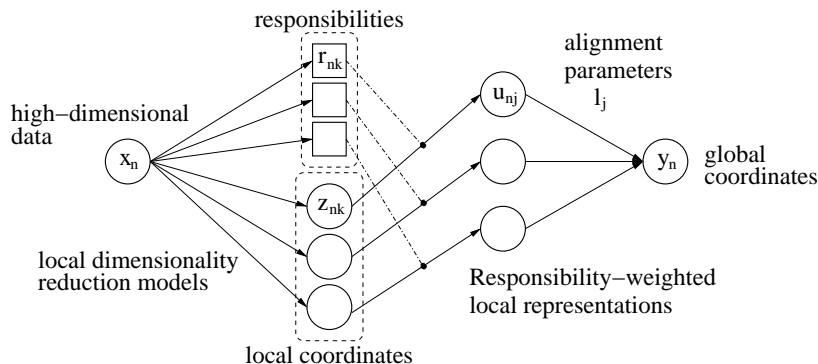 responsibilities
r_nk
alignment
parameters
l_j
u_nj
high-dimensional
data
x_n
y_n
global
coordinates
z_nk
local dimensionality
reduction models
Responsibility-weighted
local representations
local coordinates